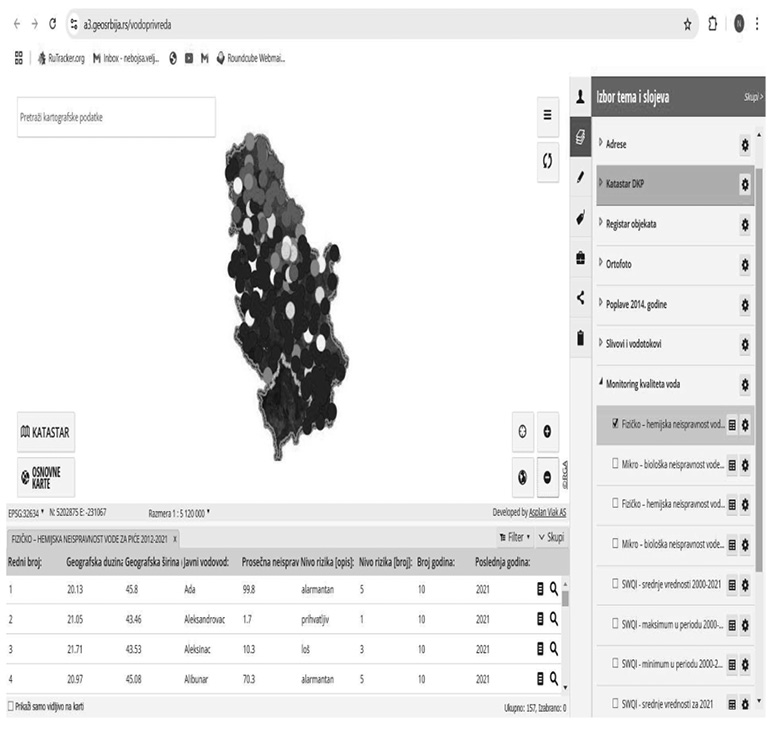 a3.geosrbija.rs/vodoprivreda
N
RuTracker.org
Inbox - nebojsa.velj...
Roundcube Webmai...
Pretraži kartografske podatke
Izbor tema i slojeva
Skupi >
Adrese
Katastar DKP
Registar objekata
Ortofoto
Poplave 2014. godine
Slivovi i vodotokovi
Monitoring kvaliteta voda
Fizičko – hemijska neispravnost vod...
Mikro – biološka neispravnost vode...
Fizičko – hemijska neispravnost vod...
Mikro – biološka neispravnost vode...
SWQI - srednje vrednosti 2000-2021
SWQI - maksimum u periodu 2000-...
SWQI - minimum u periodu 2000-2...
SWQI - srednje vrednosti za 2021
KATASTAR
OSNOVNE
KARTE
©RGA
EPSG:32634 N: 5202875 E: -231067 Razmera 1 : 5 120 000 Developed by Asplan Viak AS
FIZIČKO – HEMIJSKA NEISPRAVNOST VODE ZA PIĆE 2012-2021 x Filter Skupi
Redni broj: Geografska dužina Geografska širina Javni vodovod: Prosečna neisprav Nivo rizika [opis]: Nivo rizika [broj]: Broj godina: Poslednja godina:
1 20.13 45.8 Ada 99.8 alarmantan 5 10 2021
2 21.05 43.46 Aleksandrovac 1.7 prihvatljiv 1 10 2021
3 21.71 43.53 Aleksinac 10.3 loš 3 10 2021
4 20.97 45.08 Alibunar 70.3 alarmantan 5 10 2021
Prikaži samo vidljivo na karti Ukupno: 157, Izabrano: 0